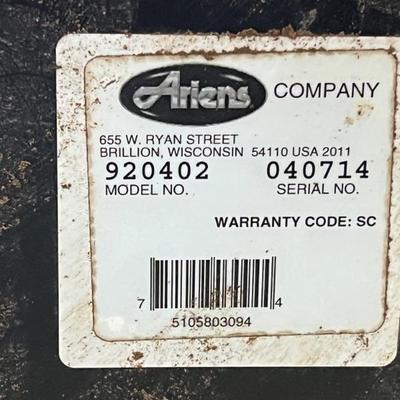 Ariens COMPANY
655 W. RYAN STREET
BRILLION, WISCONSIN 54110 USA 2011
920402 040714
MODEL NO. SERIAL NO.
WARRANTY CODE: SC
7 4
5105803094